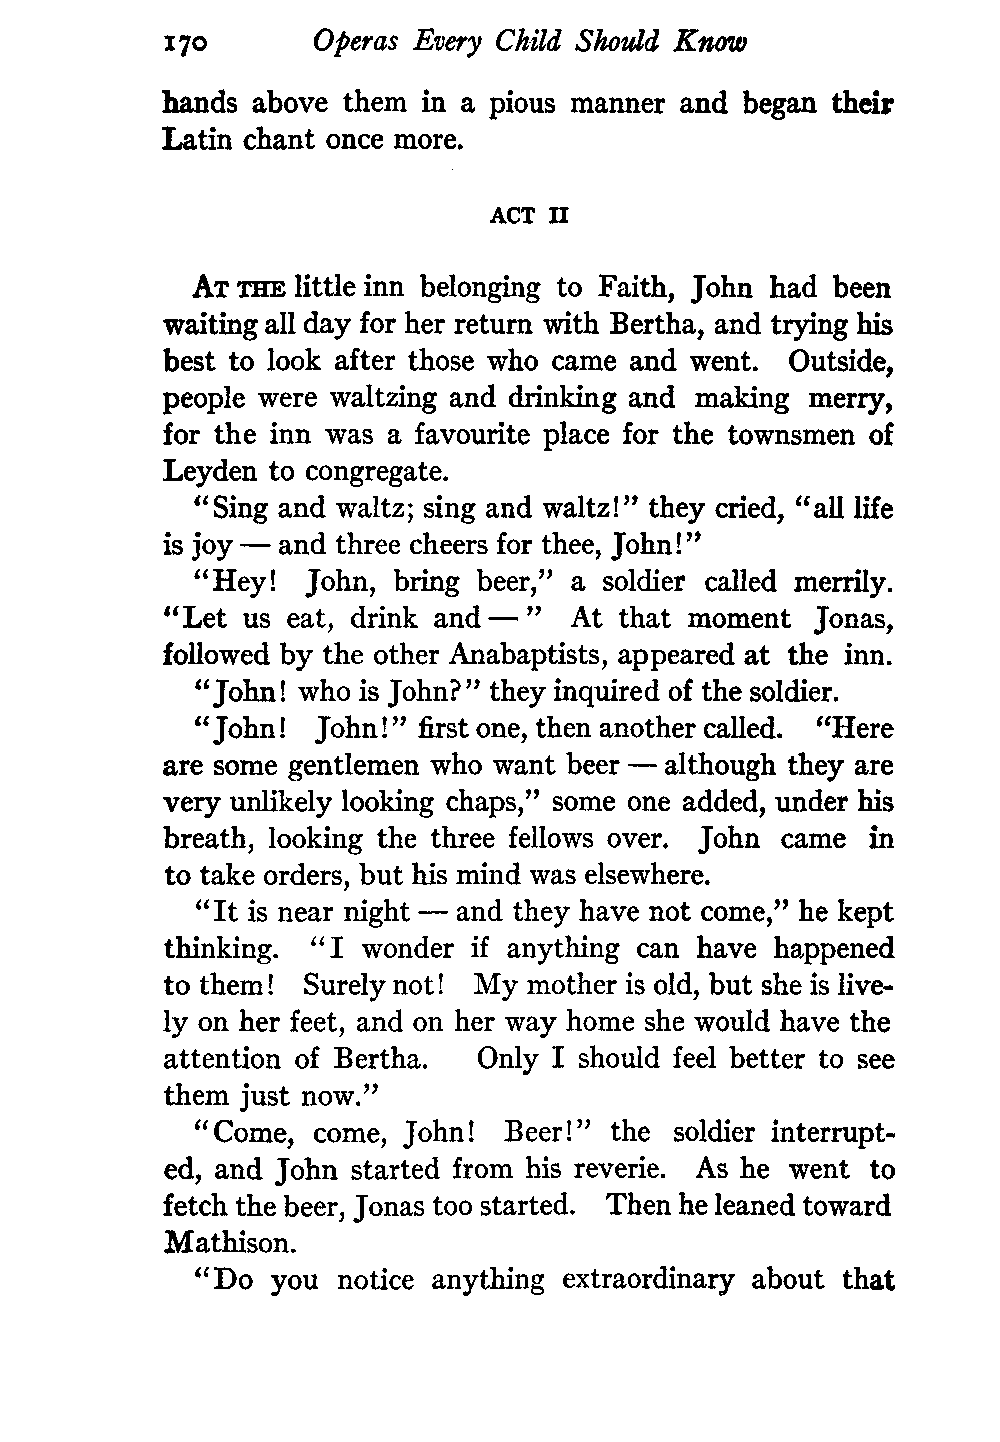 170 Operas Every Child Should Know
hands above them in a pious manner and began their
Latin chant once more.
ACT II
AT THE little inn belonging to Faith, John had been
waiting all day for her return with Bertha, and trying his
best to look after those who came and went. Outside,
people were waltzing and drinking and making merry,
for the inn was a favourite place for the townsmen of
Leyden to congregate.
"Sing and waltz; sing and waltz!" they cried, "all life
is joy — and three cheers for thee, John!"
"Hey! John, bring beer," a soldier called merrily.
"Let us eat, drink and — " At that moment Jonas,
followed by the other Anabaptists, appeared at the inn.
"John! who is John?" they inquired of the soldier.
"John! John!" first one, then another called. "Here
are some gentlemen who want beer — although they are
very unlikely looking chaps," some one added, under his
breath, looking the three fellows over. John came in
to take orders, but his mind was elsewhere.
"It is near night — and they have not come," he kept
thinking. "I wonder if anything can have happened
to them! Surely not! My mother is old, but she is live-
ly on her feet, and on her way home she would have the
attention of Bertha. Only I should feel better to see
them just now."
"Come, come, John! Beer!" the soldier interrupt-
ed, and John started from his reverie. As he went to
fetch the beer, Jonas too started. Then he leaned toward
Mathison.
"Do you notice anything extraordinary about that